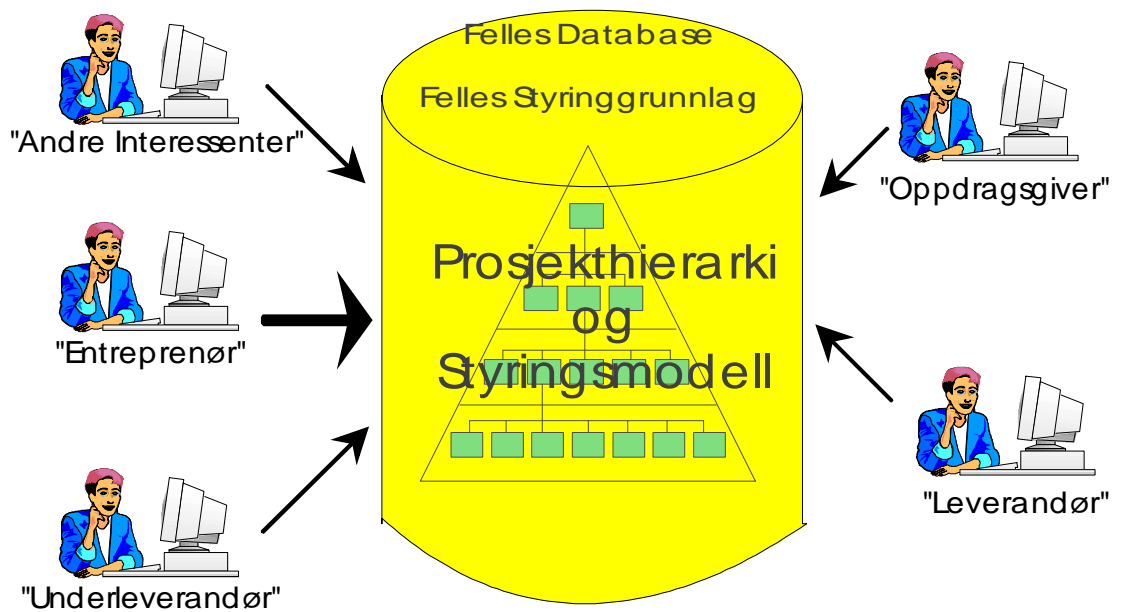 Felles Database
Felles Styringgrunnlag
"Andre Interessenter"
"Oppdragsgiver"
Prosjekthierarki
og
Styringsmodell
"Entreprenør"
"Leverandør"
"Underleverandør"